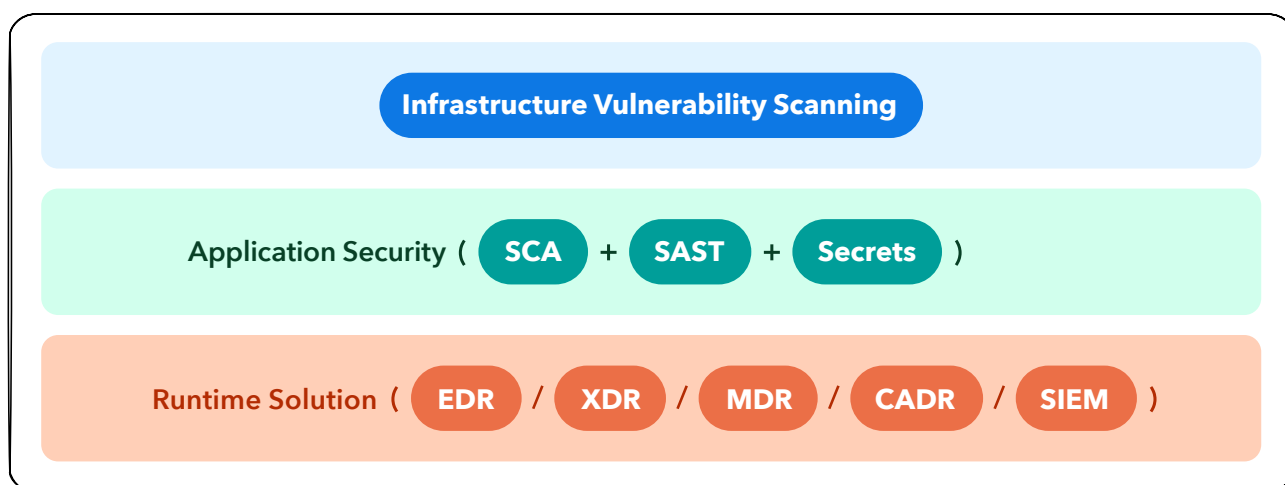 Infrastructure Vulnerability Scanning
Application Security ( SCA + SAST + Secrets )
Runtime Solution ( EDR / XDR / MDR / CADR / SIEM )